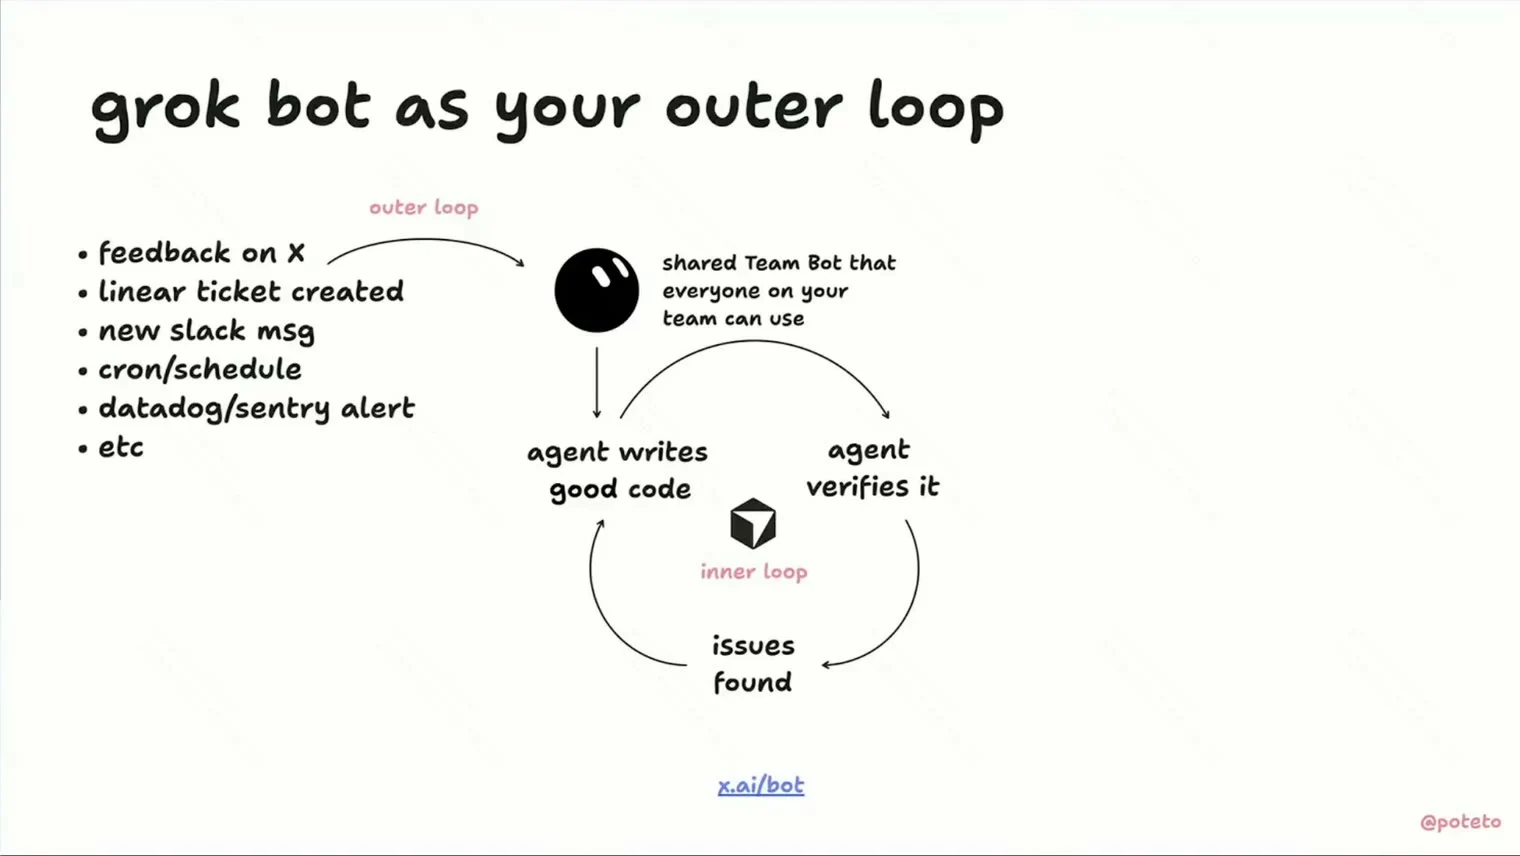 grok bot as your outer loop
outer loop
• feedback on X
• linear ticket created
• new slack msg
• cron/schedule
• datadog/sentry alert
• etc
shared Team Bot that
everyone on your
team can use
agent writes
good code
agent
verifies it
inner loop
issues
found
x.ai/bot
@poteto